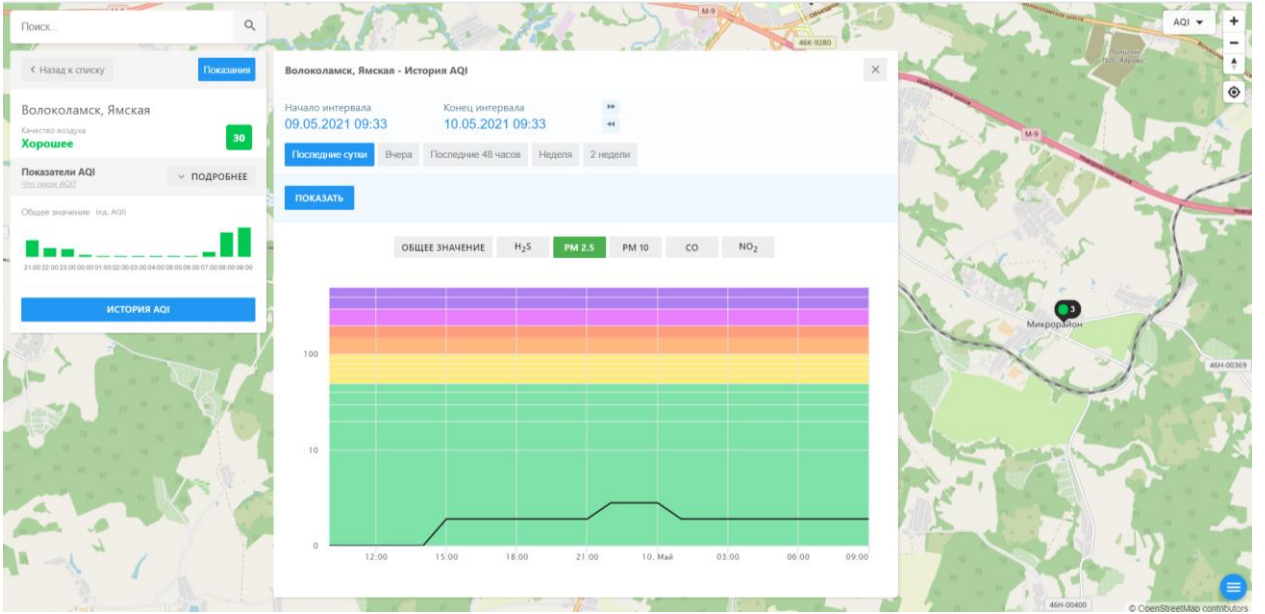 Поиск...
< Назад к списку
Показания
Волоколамск, Ямская
Качество воздуха
Хорошее
30
Показатели AQI
Что такое AQI?
ПОДРОБНЕЕ
Общее значение (ед. AQI)
21:00 22:00 23:00 00:00 01:00 02:00 03:00 04:00 05:00 06:00 07:00 08:00 09:00
ИСТОРИЯ AQI
Волоколамск, Ямская - История AQI
Начало интервала
Конец интервала
09.05.2021 09:33
10.05.2021 09:33
Последние сутки
Вчера
Последние 48 часов
Неделя
2 недели
ПОКАЗАТЬ
ОБЩЕЕ ЗНАЧЕНИЕ
H₂S
PM 2.5
PM 10
CO
NO₂
100
10
0
12:00
15:00
18:00
21:00
10. Май
03:00
06:00
09:00
М-9
46К-9280
AQI
+
−
М-9
Новорижское шоссе
3
Микрорайон
46Н-00369
46Н-00400
© OpenStreetMap contributors